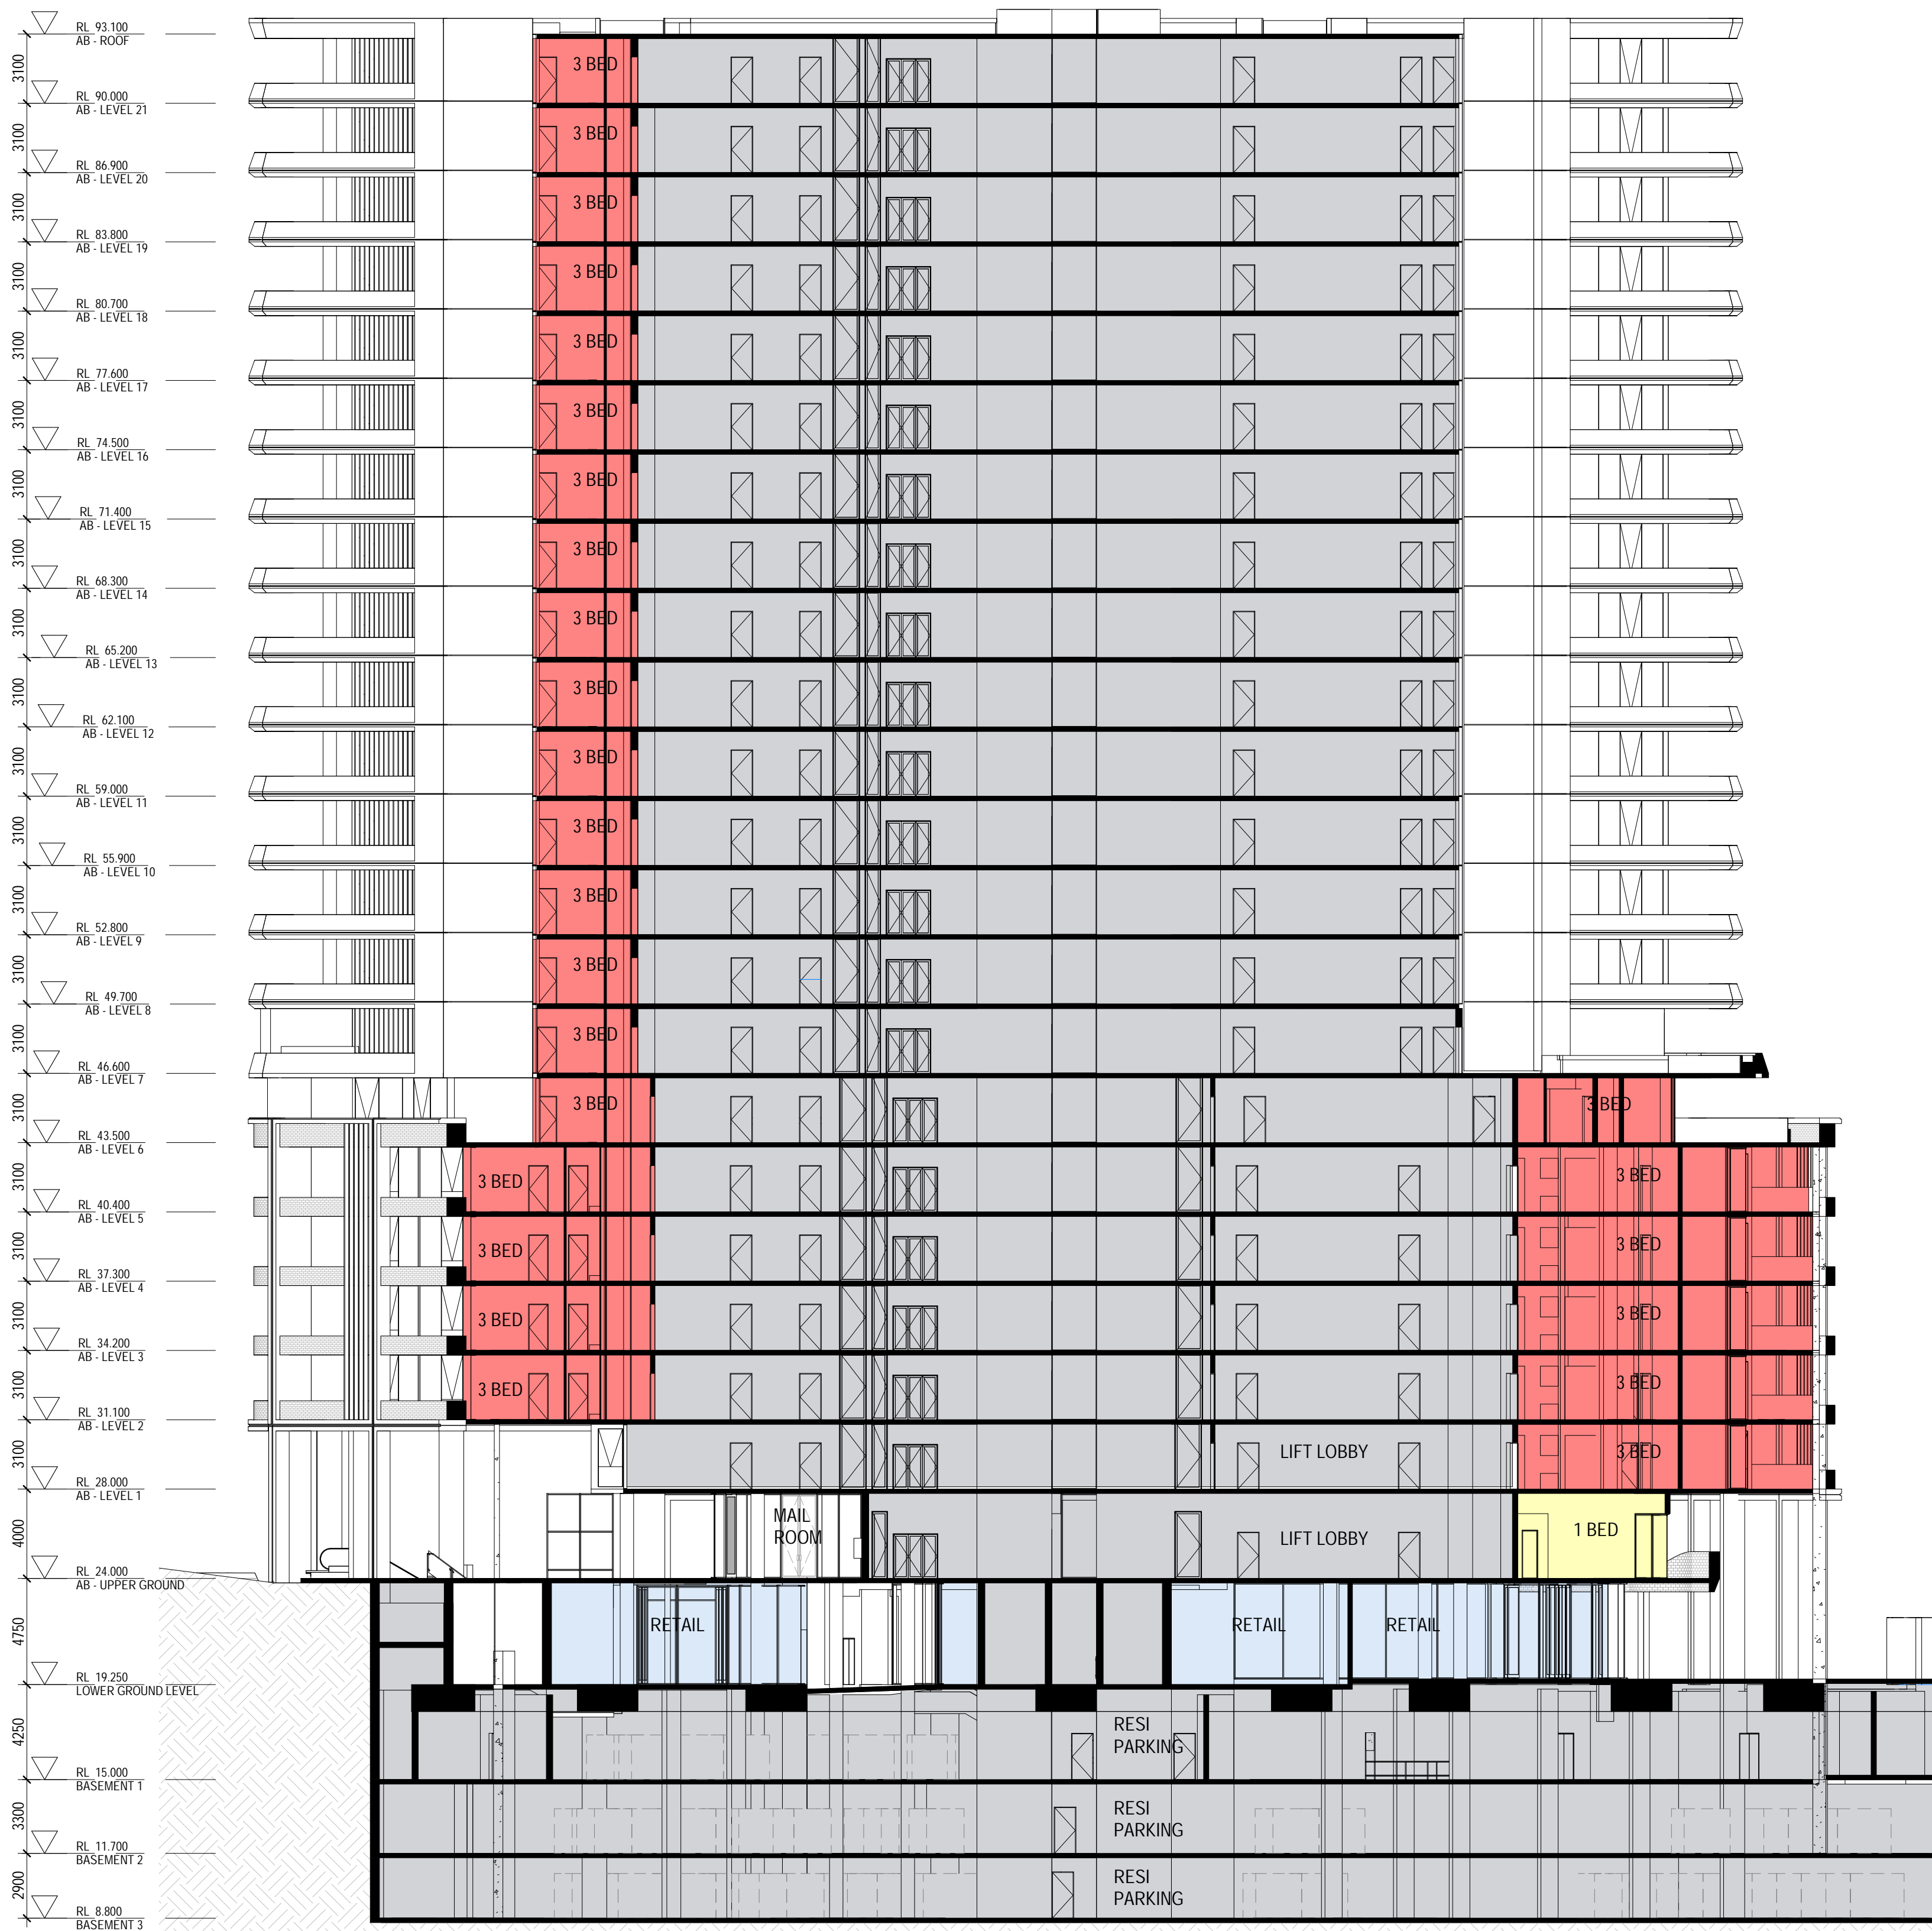 RL 93.100
AB - ROOF
3100
3 BED
RL 90.000
AB - LEVEL 21
3100
3 BED
RL 86.900
AB - LEVEL 20
3100
3 BED
RL 83.800
AB - LEVEL 19
3100
3 BED
RL 80.700
AB - LEVEL 18
3100
3 BED
RL 77.600
AB - LEVEL 17
3100
3 BED
RL 74.500
AB - LEVEL 16
3100
3 BED
RL 71.400
AB - LEVEL 15
3100
3 BED
RL 68.300
AB - LEVEL 14
3100
3 BED
RL 65.200
AB - LEVEL 13
3100
3 BED
RL 62.100
AB - LEVEL 12
3100
3 BED
RL 59.000
AB - LEVEL 11
3100
3 BED
RL 55.900
AB - LEVEL 10
3100
3 BED
RL 52.800
AB - LEVEL 9
3100
3 BED
RL 49.700
AB - LEVEL 8
3100
3 BED
RL 46.600
AB - LEVEL 7
3100
3 BED
3 BED
RL 43.500
AB - LEVEL 6
3100
3 BED
3 BED
RL 40.400
AB - LEVEL 5
3100
3 BED
3 BED
RL 37.300
AB - LEVEL 4
3100
3 BED
3 BED
RL 34.200
AB - LEVEL 3
3100
3 BED
3 BED
RL 31.100
AB - LEVEL 2
3100
LIFT LOBBY
3 BED
RL 28.000
AB - LEVEL 1
4000
MAIL
ROOM
LIFT LOBBY
1 BED
RL 24.000
AB - UPPER GROUND
4750
RETAIL
RETAIL
RETAIL
RL 19.250
LOWER GROUND LEVEL
4250
RESI
PARKING
RL 15.000
BASEMENT 1
3300
RESI
PARKING
RL 11.700
BASEMENT 2
2900
RESI
PARKING
RL 8.800
BASEMENT 3